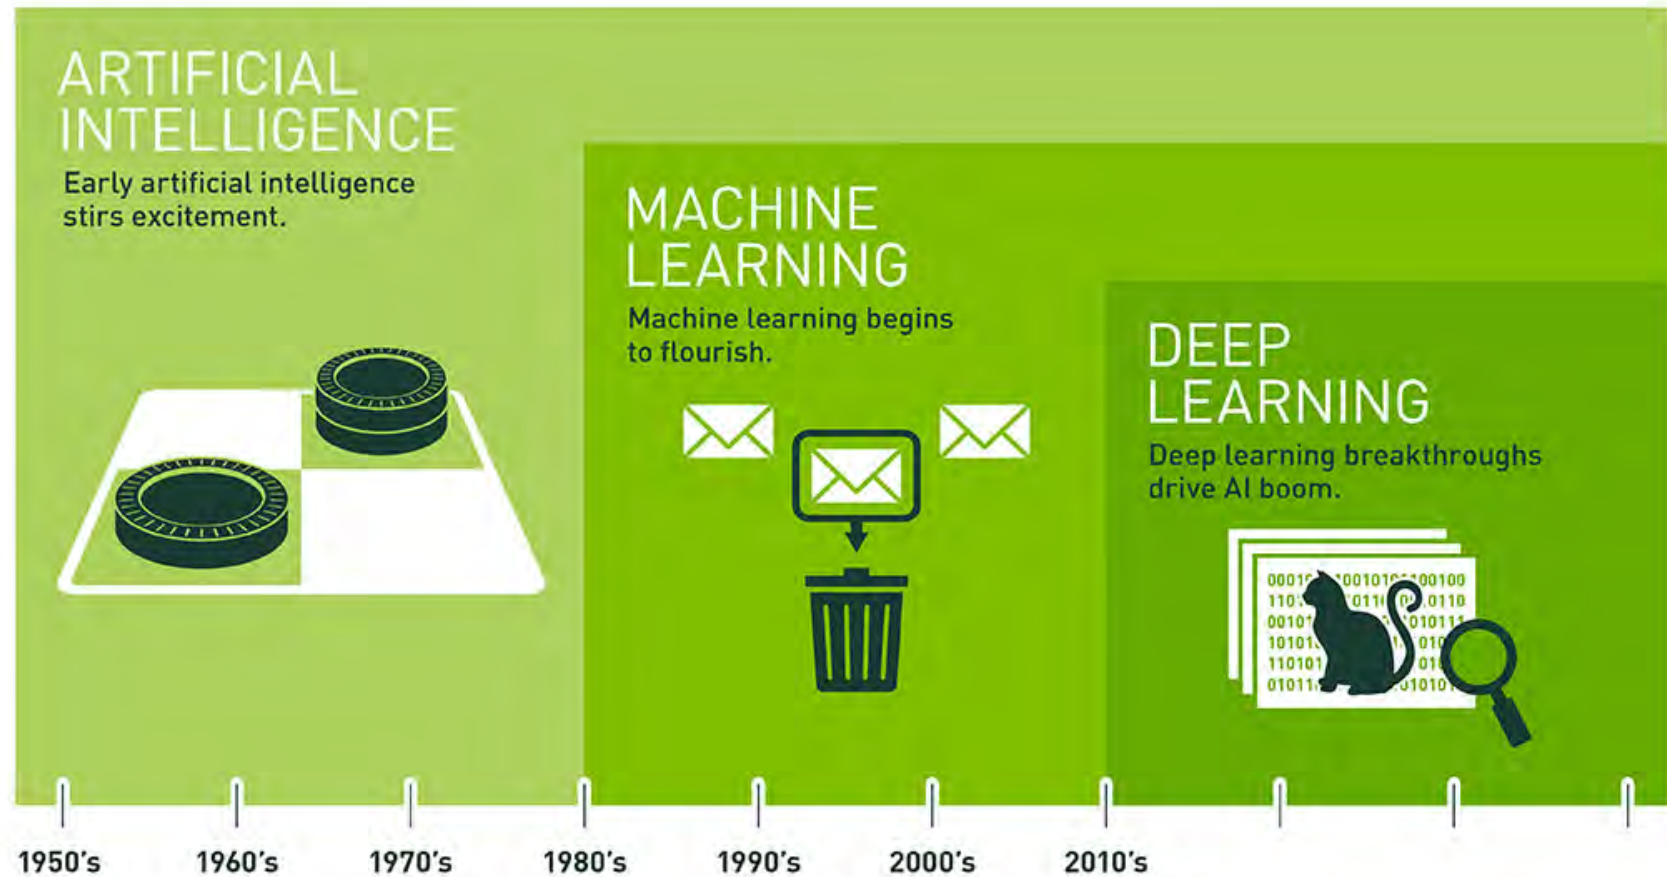 ARTIFICIAL
INTELLIGENCE
Early artificial intelligence
stirs excitement.
MACHINE
LEARNING
Machine learning begins
to flourish.
DEEP
LEARNING
Deep learning breakthroughs
drive AI boom.
1950's 1960's 1970's 1980's 1990's 2000's 2010's